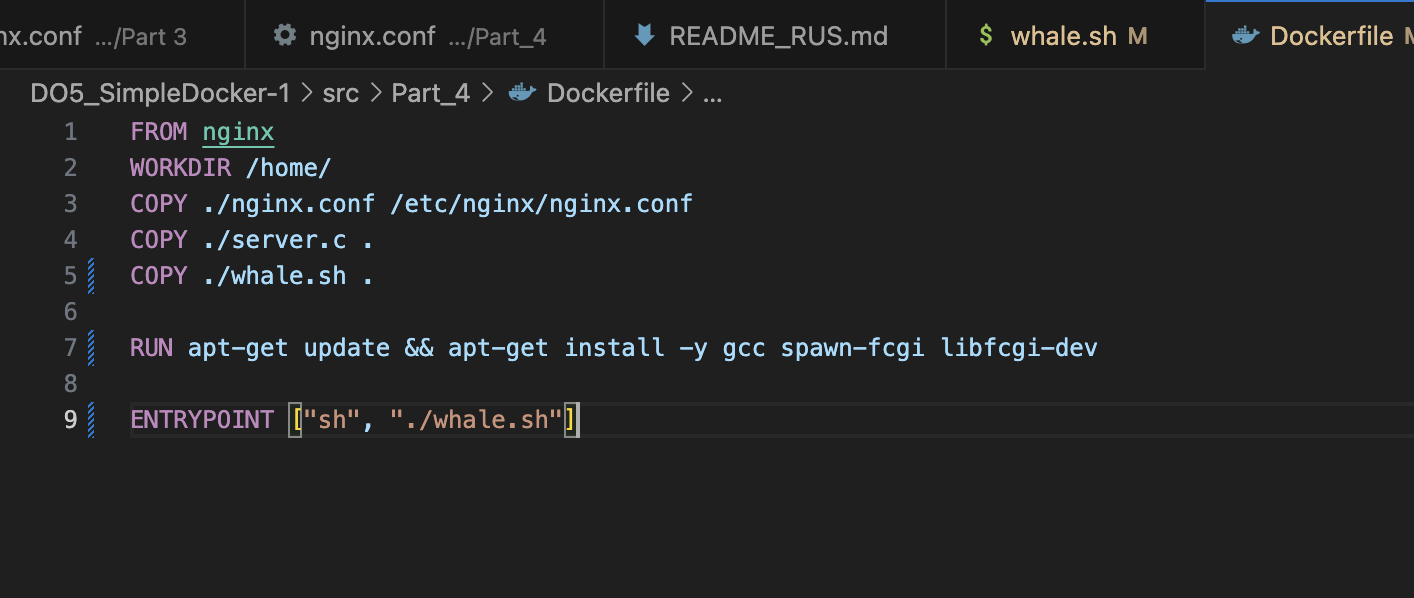 nx.conf .../Part 3 nginx.conf .../Part_4 README_RUS.md $ whale.sh M Dockerfile M
DO5_SimpleDocker-1 > src > Part_4 > Dockerfile > ...
1 FROM nginx
2 WORKDIR /home/
3 COPY ./nginx.conf /etc/nginx/nginx.conf
4 COPY ./server.c .
5 COPY ./whale.sh .
6
7 RUN apt-get update && apt-get install -y gcc spawn-fcgi libfcgi-dev
8
9 ENTRYPOINT ["sh", "./whale.sh"]